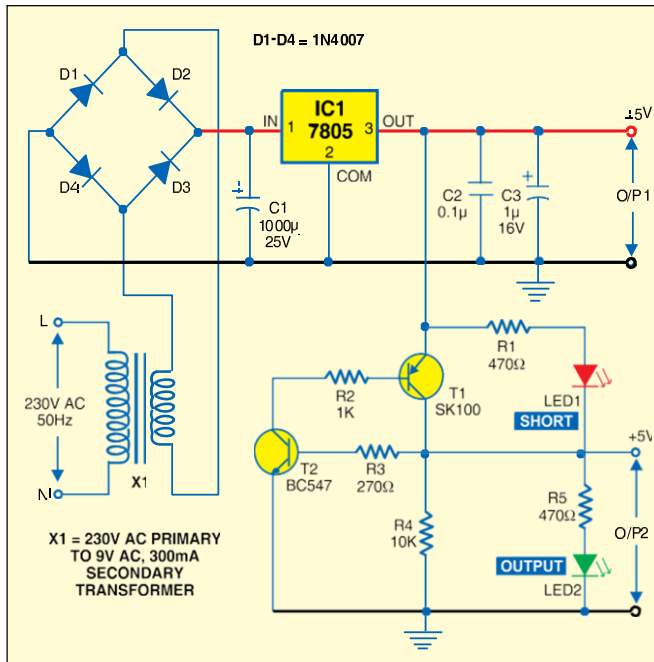 D1-D4 = 1N4007
D1
D2
D4
D3
IC1
7805
IN
1
3
OUT
2
COM
±5V
+
C1
1000µ
25V
C2
0.1µ
+
C3
1µ
16V
O/P1
L
230V AC
50Hz
N
X1
X1 = 230V AC PRIMARY
TO 9V AC, 300mA
SECONDARY
TRANSFORMER
R1
470Ω
LED1
SHORT
T1
SK100
R2
1K
T2
BC547
R3
270Ω
R4
10K
+5V
R5
470Ω
O/P2
OUTPUT
LED2